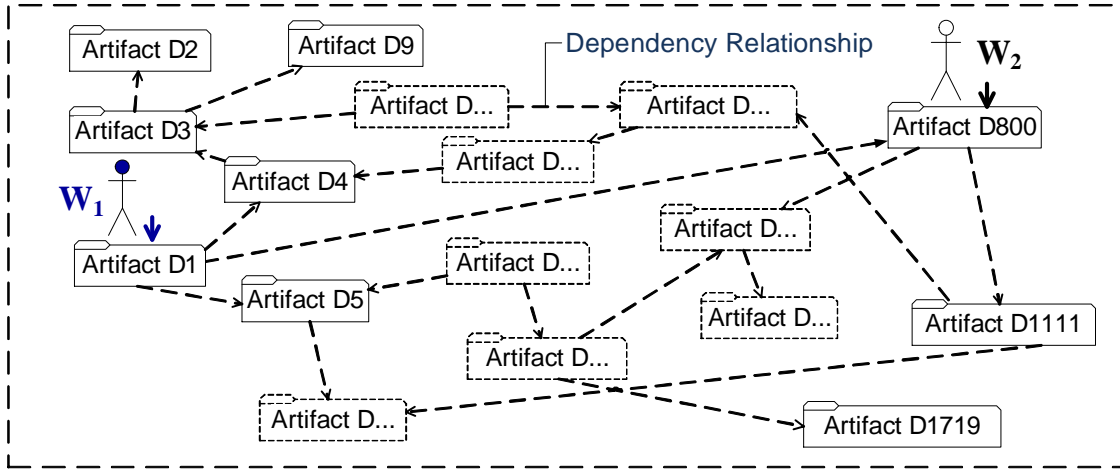 Artifact D2
Artifact D9
Dependency Relationship
W2
Artifact D...
Artifact D...
Artifact D3
Artifact D800
Artifact D...
Artifact D4
W1
Artifact D...
Artifact D1
Artifact D...
Artifact D5
Artifact D...
Artifact D1111
Artifact D...
Artifact D...
Artifact D1719